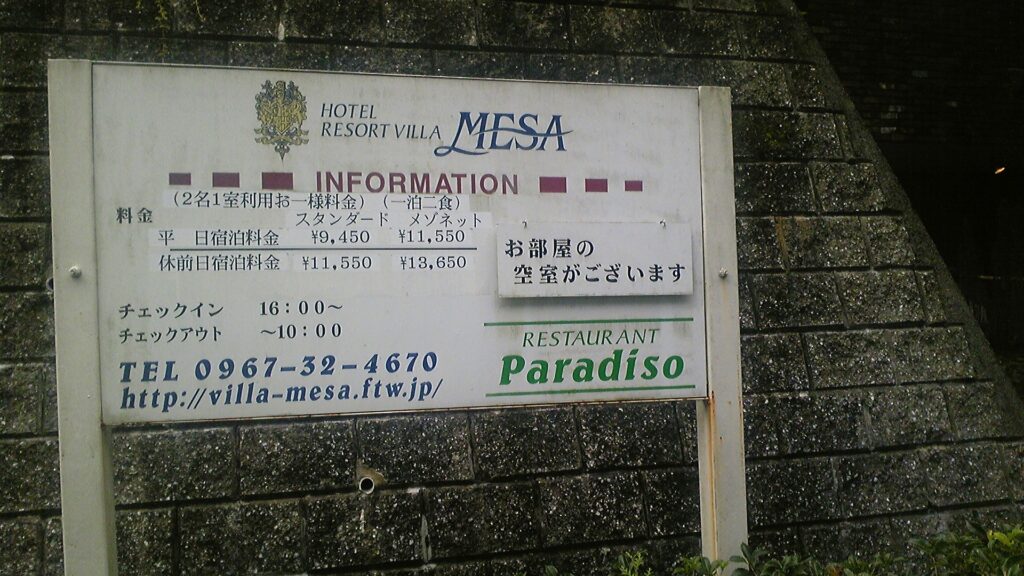 HOTEL
RESORT VILLA MESA
INFORMATION
(2名1室利用お一様料金) (一泊二食)
料金 スタンダード メゾネット
平 日宿泊料金 ¥9,450 ¥11,550
休前日宿泊料金 ¥11,550 ¥13,650
お部屋の
空室がございます
チェックイン 16:00〜
チェックアウト 〜10:00
TEL 0967-32-4670
http://villa-mesa.ftw.jp/
RESTAURANT
Paradiso